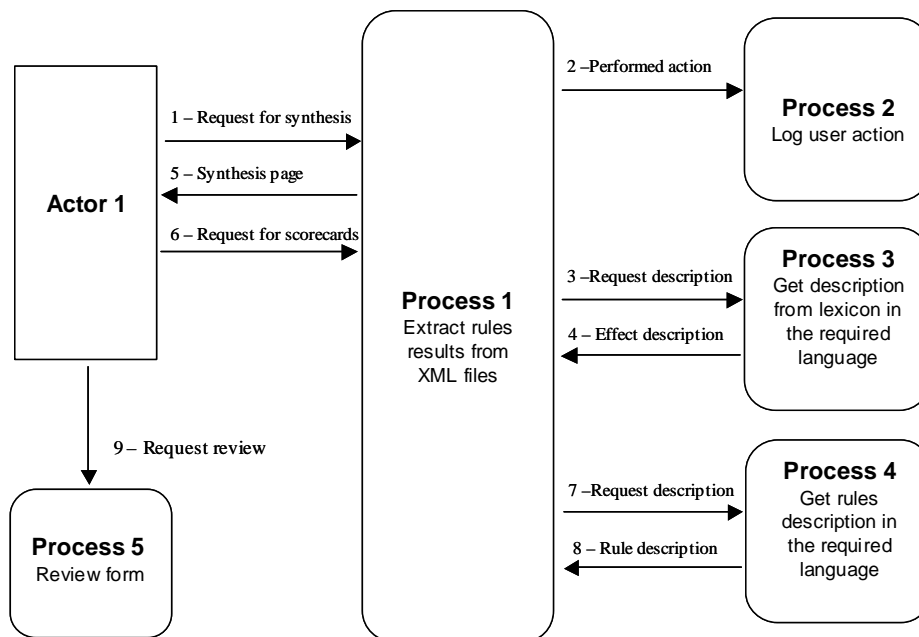 Actor 1
1 – Request for synthesis
5 – Synthesis page
6 – Request for scorecards
9 – Request review
Process 5
Review form
Process 1
Extract rules
results from
XML files
2 –Performed action
Process 2
Log user action
3 –Request description
4 – Effect description
Process 3
Get description
from lexicon in
the required
language
7 –Request description
8 – Rule description
Process 4
Get rules
description in
the required
language